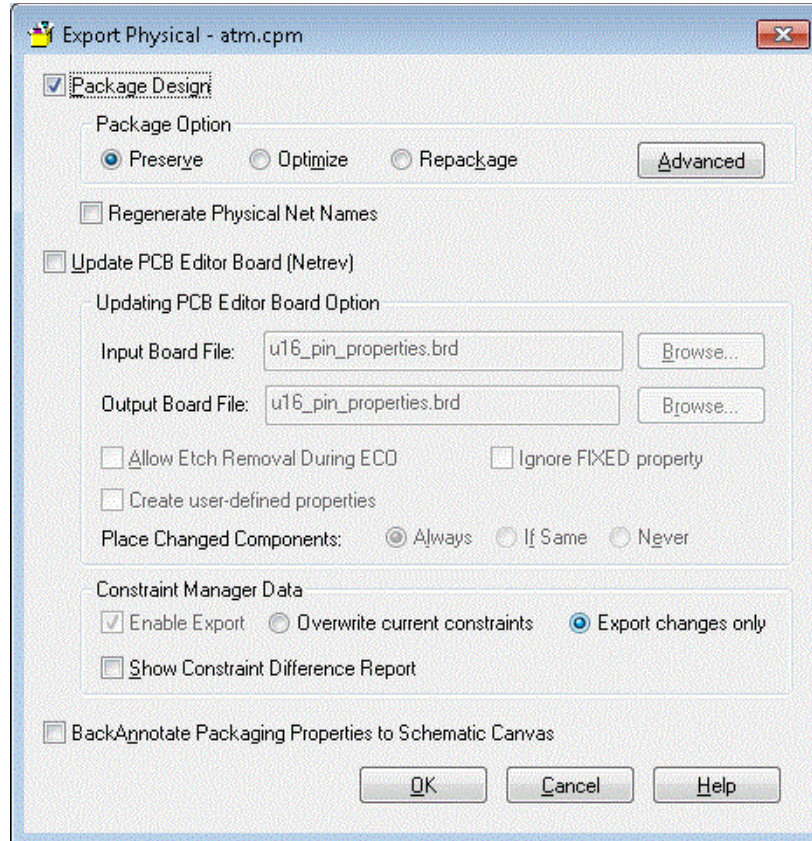 Export Physical - atm.cpm
Package Design
Package Option
Preserve Optimize Repackage Advanced
Regenerate Physical Net Names
Update PCB Editor Board (Netrev)
Updating PCB Editor Board Option
Input Board File: u16_pin_properties.brd Browse...
Output Board File: u16_pin_properties.brd Browse...
Allow Etch Removal During ECO Ignore FIXED property
Create user-defined properties
Place Changed Components: Always If Same Never
Constraint Manager Data
Enable Export Overwrite current constraints Export changes only
Show Constraint Difference Report
BackAnnotate Packaging Properties to Schematic Canvas
OK Cancel Help